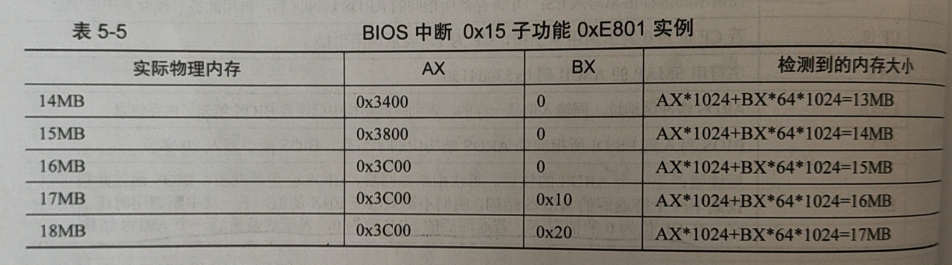 表 5-5 BIOS 中断 0x15 子功能 0xE801 实例
实际物理内存 AX BX 检测到的内存大小
14MB 0x3400 0 AX*1024+BX*64*1024=13MB
15MB 0x3800 0 AX*1024+BX*64*1024=14MB
16MB 0x3C00 0 AX*1024+BX*64*1024=15MB
17MB 0x3C00 0x10 AX*1024+BX*64*1024=16MB
18MB 0x3C00 0x20 AX*1024+BX*64*1024=17MB